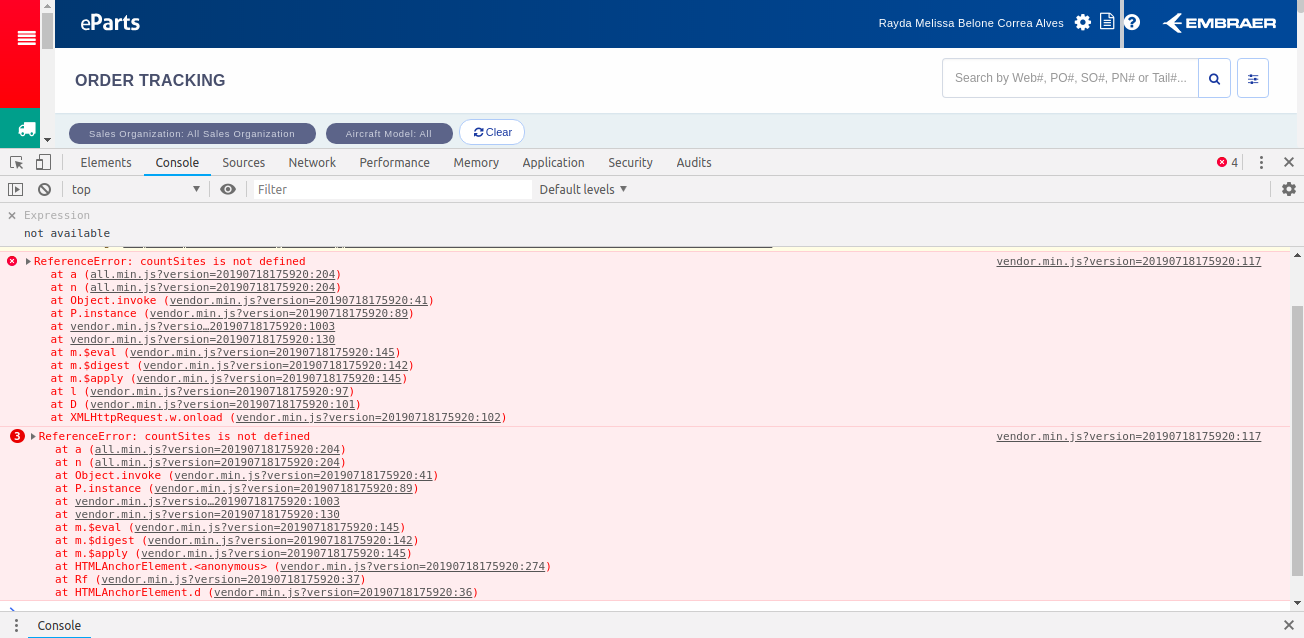 eParts
Rayda Melissa Belone Correa Alves
EMBRAER
ORDER TRACKING
Search by Web#, PO#, SO#, PN# or Tail#...
Sales Organization: All Sales Organization
Aircraft Model: All
Clear
Elements Console Sources Network Performance Memory Application Security Audits 4
top Filter Default levels
Expression
not available
ReferenceError: countSites is not defined vendor.min.js?version=20190718175920:117
at a (all.min.js?version=20190718175920:204)
at n (all.min.js?version=20190718175920:204)
at Object.invoke (vendor.min.js?version=20190718175920:41)
at P.instance (vendor.min.js?version=20190718175920:89)
at vendor.min.js?versio…20190718175920:1003
at vendor.min.js?version=20190718175920:130
at m.$eval (vendor.min.js?version=20190718175920:145)
at m.$digest (vendor.min.js?version=20190718175920:142)
at m.$apply (vendor.min.js?version=20190718175920:145)
at l (vendor.min.js?version=20190718175920:97)
at D (vendor.min.js?version=20190718175920:101)
at XMLHttpRequest.w.onload (vendor.min.js?version=20190718175920:102)
3 ReferenceError: countSites is not defined vendor.min.js?version=20190718175920:117
at a (all.min.js?version=20190718175920:204)
at n (all.min.js?version=20190718175920:204)
at Object.invoke (vendor.min.js?version=20190718175920:41)
at P.instance (vendor.min.js?version=20190718175920:89)
at vendor.min.js?versio…20190718175920:1003
at vendor.min.js?version=20190718175920:130
at m.$eval (vendor.min.js?version=20190718175920:145)
at m.$digest (vendor.min.js?version=20190718175920:142)
at m.$apply (vendor.min.js?version=20190718175920:145)
at HTMLAnchorElement.<anonymous> (vendor.min.js?version=20190718175920:274)
at Rf (vendor.min.js?version=20190718175920:37)
at HTMLAnchorElement.d (vendor.min.js?version=20190718175920:36)
Console